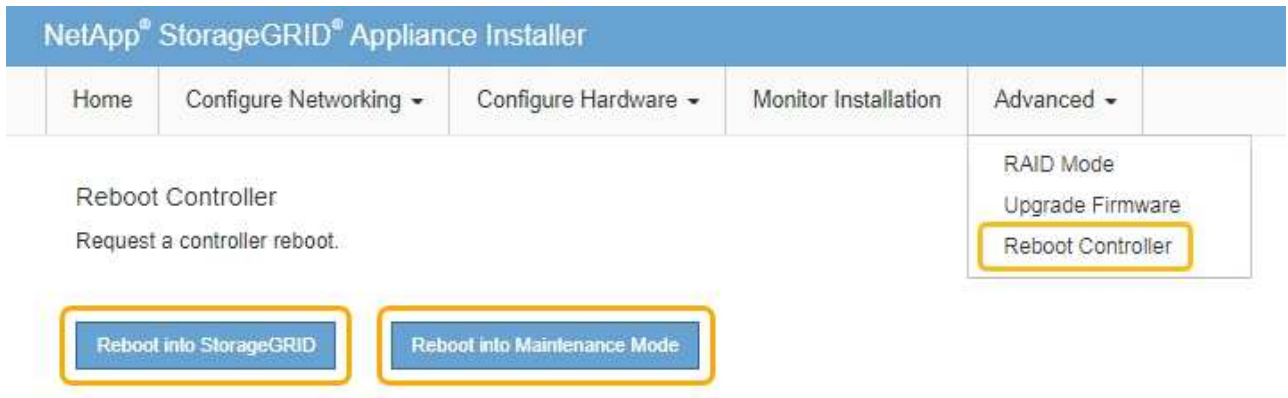 NetApp® StorageGRID® Appliance Installer
Home Configure Networking Configure Hardware Monitor Installation Advanced
RAID Mode
Upgrade Firmware
Reboot Controller
Reboot Controller
Request a controller reboot.
Reboot into StorageGRID Reboot into Maintenance Mode